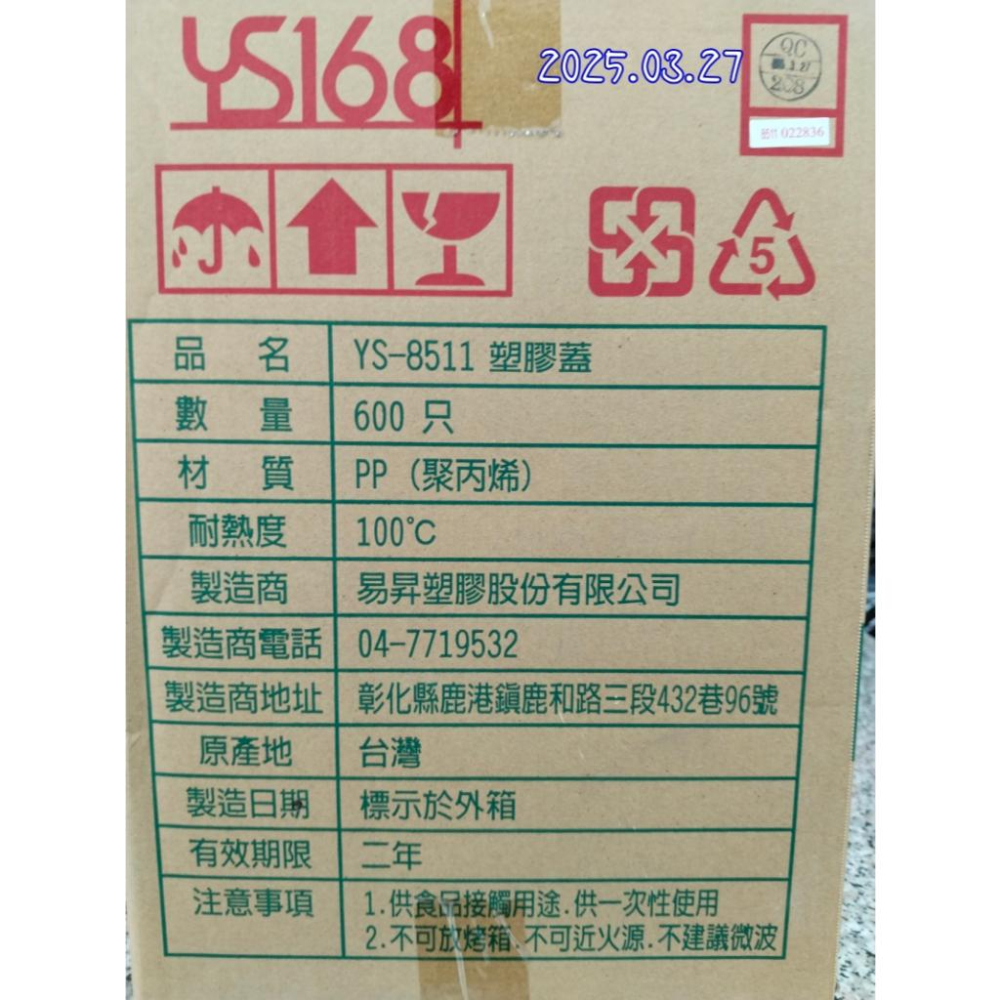 YS168
2025.03.27
QC
3.27
208
022836
5
品名 YS-8511 塑膠蓋
數量 600 只
材質 PP (聚丙烯)
耐熱度 100℃
製造商 易昇塑膠股份有限公司
製造商電話 04-7719532
製造商地址 彰化縣鹿港鎮鹿和路三段432巷96號
原產地 台灣
製造日期 標示於外箱
有效期限 二年
注意事項 1.供食品接觸用途.供一次性使用
2.不可放烤箱.不可近火源.不建議微波